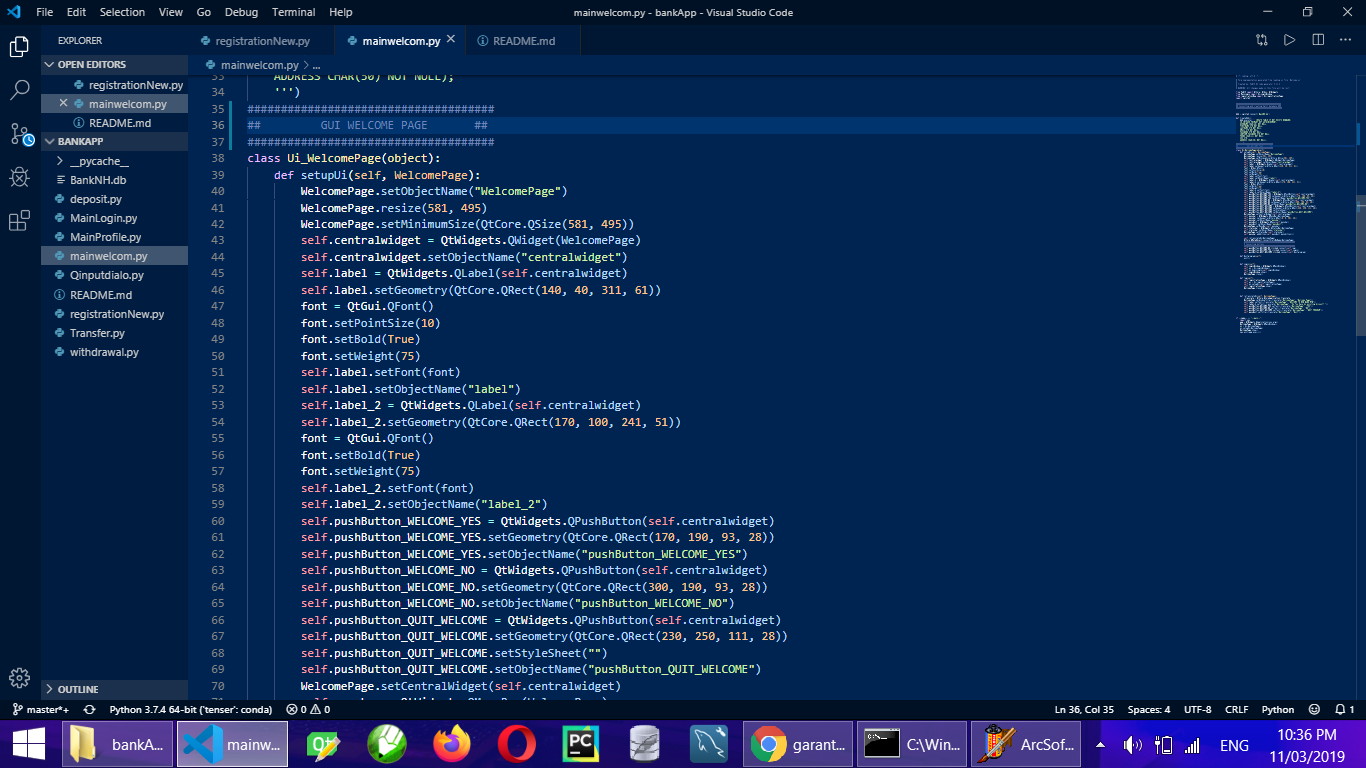 File Edit Selection View Go Debug Terminal Help
mainwelcom.py - bankApp - Visual Studio Code
EXPLORER
OPEN EDITORS
registrationNew.py
mainwelcom.py
README.md
BANKAPP
__pycache__
BankNH.db
deposit.py
MainLogin.py
MainProfile.py
mainwelcom.py
Qinputdialo.py
README.md
registrationNew.py
Transfer.py
withdrawal.py
OUTLINE
registrationNew.py mainwelcom.py README.md
mainwelcom.py > ...
33 ADDRESS CHAR(50) NOT NULL);
34 ''')
35 #####################################
36 ## GUI WELCOME PAGE ##
37 #####################################
38 class Ui_WelcomePage(object):
39 def setupUi(self, WelcomePage):
40 WelcomePage.setObjectName("WelcomePage")
41 WelcomePage.resize(581, 495)
42 WelcomePage.setMinimumSize(QtCore.QSize(581, 495))
43 self.centralwidget = QtWidgets.QWidget(WelcomePage)
44 self.centralwidget.setObjectName("centralwidget")
45 self.label = QtWidgets.QLabel(self.centralwidget)
46 self.label.setGeometry(QtCore.QRect(140, 40, 311, 61))
47 font = QtGui.QFont()
48 font.setPointSize(10)
49 font.setBold(True)
50 font.setWeight(75)
51 self.label.setFont(font)
52 self.label.setObjectName("label")
53 self.label_2 = QtWidgets.QLabel(self.centralwidget)
54 self.label_2.setGeometry(QtCore.QRect(170, 100, 241, 51))
55 font = QtGui.QFont()
56 font.setBold(True)
57 font.setWeight(75)
58 self.label_2.setFont(font)
59 self.label_2.setObjectName("label_2")
60 self.pushButton_WELCOME_YES = QtWidgets.QPushButton(self.centralwidget)
61 self.pushButton_WELCOME_YES.setGeometry(QtCore.QRect(170, 190, 93, 28))
62 self.pushButton_WELCOME_YES.setObjectName("pushButton_WELCOME_YES")
63 self.pushButton_WELCOME_NO = QtWidgets.QPushButton(self.centralwidget)
64 self.pushButton_WELCOME_NO.setGeometry(QtCore.QRect(300, 190, 93, 28))
65 self.pushButton_WELCOME_NO.setObjectName("pushButton_WELCOME_NO")
66 self.pushButton_QUIT_WELCOME = QtWidgets.QPushButton(self.centralwidget)
67 self.pushButton_QUIT_WELCOME.setGeometry(QtCore.QRect(230, 250, 111, 28))
68 self.pushButton_QUIT_WELCOME.setStyleSheet("")
69 self.pushButton_QUIT_WELCOME.setObjectName("pushButton_QUIT_WELCOME")
70 WelcomePage.setCentralWidget(self.centralwidget)
master*+ Python 3.7.4 64-bit ('tenser': conda) 0 0 Ln 36, Col 35 Spaces: 4 UTF-8 CRLF Python 1
bankA... mainw... Qt PC garant... C:\Win... ArcSof... ENG
10:36 PM
11/03/2019